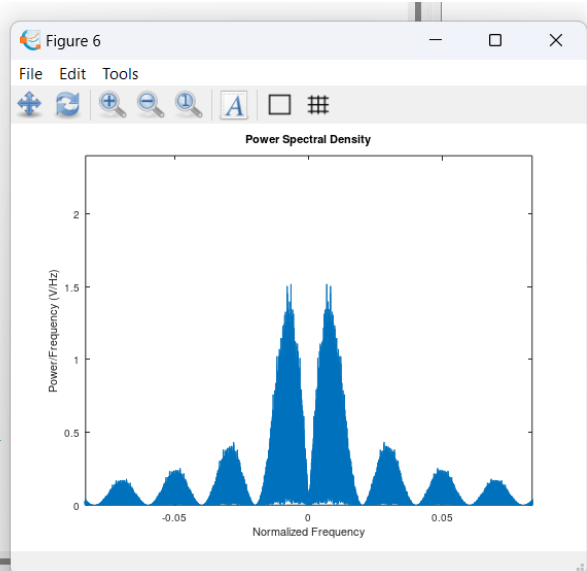 Figure 6
File Edit Tools
A
Power Spectral Density
Power/Frequency (V/Hz)
2
1.5
1
0.5
0
-0.05 0 0.05
Normalized Frequency